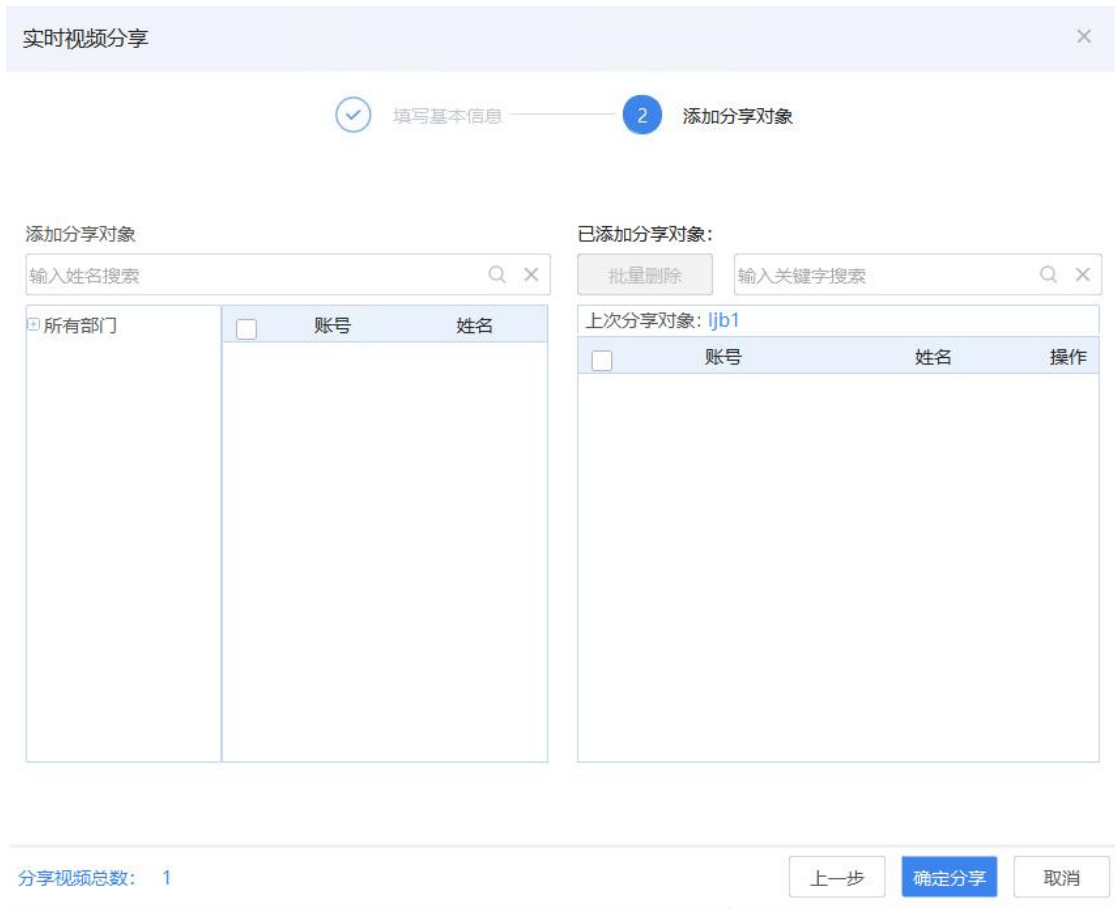 实时视频分享
填写基本信息 2 添加分享对象
添加分享对象
输入姓名搜索
所有部门 账号 姓名
已添加分享对象：
批量删除 输入关键字搜索
上次分享对象: ljb1
账号 姓名 操作
分享视频总数： 1
上一步 确定分享 取消